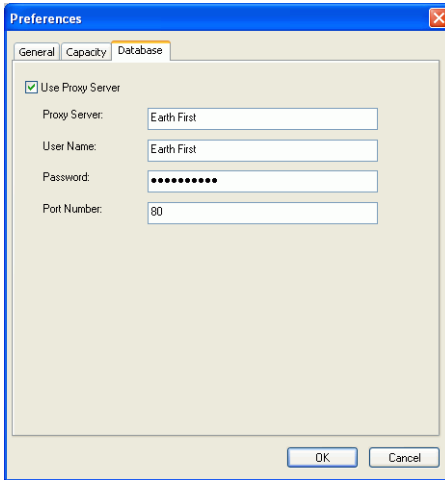 Preferences
General Capacity Database
Use Proxy Server
Proxy Server: Earth First
User Name: Earth First
Password: ●●●●●●●●●●
Port Number: 80
OK Cancel